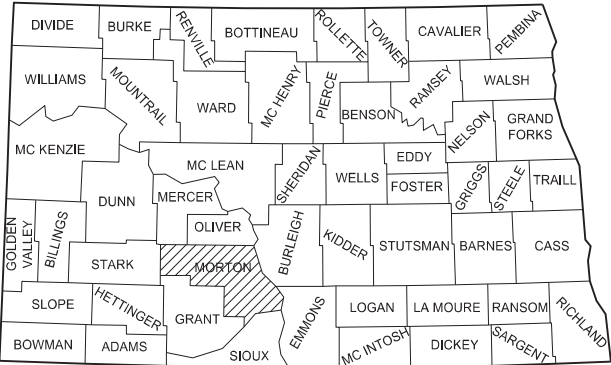 DIVIDE
BURKE
RENVILLE
BOTTINEAU
ROLLETTE
TOWNER
CAVALIER
PEMBINA
WILLIAMS
MOUNTRAIL
WARD
MC HENRY
PIERCE
BENSON
RAMSEY
WALSH
NELSON
GRAND
FORKS
MC KENZIE
MC LEAN
SHERIDAN
WELLS
EDDY
FOSTER
GRIGGS
STEELE
TRAILL
DUNN
MERCER
OLIVER
GOLDEN
VALLEY
BILLINGS
STARK
MORTON
BURLEIGH
KIDDER
STUTSMAN
BARNES
CASS
SLOPE
HETTINGER
GRANT
EMMONS
LOGAN
LA MOURE
RANSOM
RICHLAND
BOWMAN
ADAMS
SIOUX
MC INTOSH
DICKEY
SARGENT